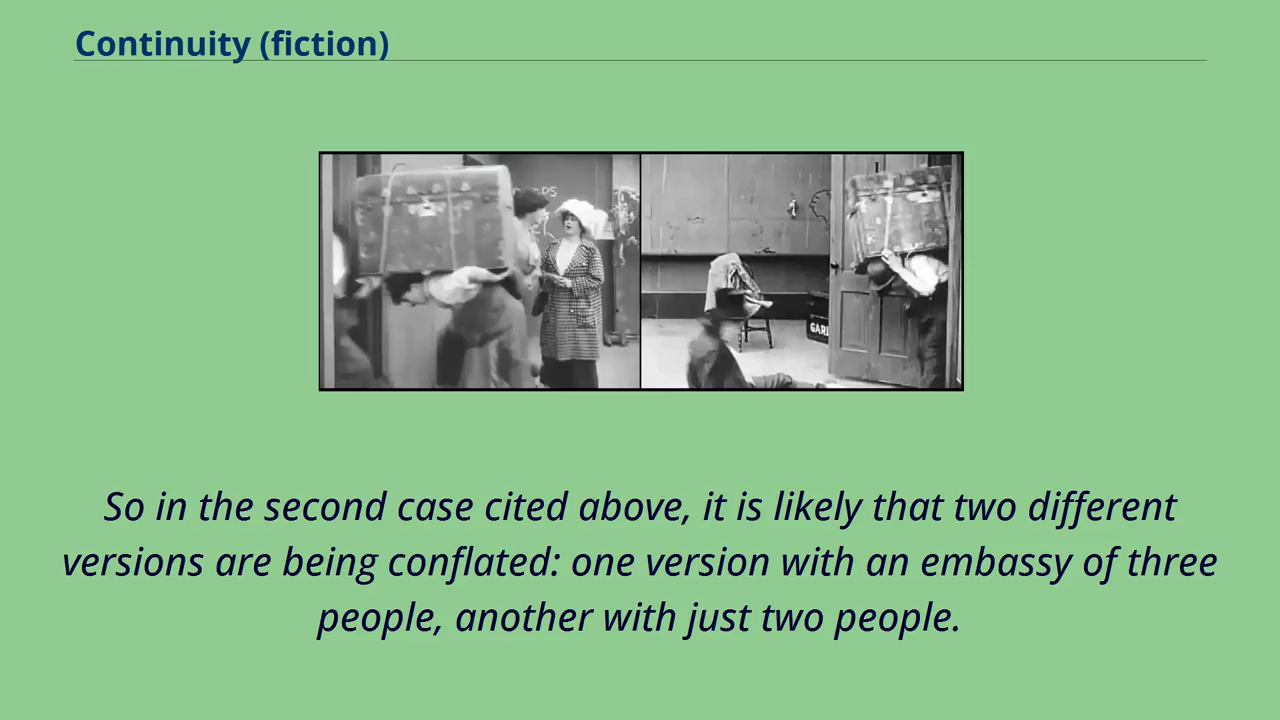 Continuity (fiction)
GARL
So in the second case cited above, it is likely that two different
versions are being conflated: one version with an embassy of three
people, another with just two people.